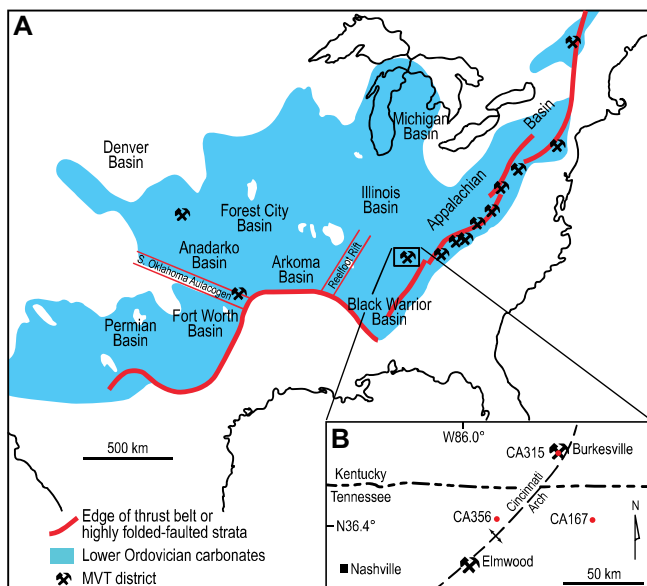 A
Michigan
Basin
Basin
Appalachian
Denver
Basin
Illinois
Basin
Forest City
Basin
Anadarko
Basin
Arkoma
Basin
Reelfoot Rift
S. Oklahoma Aulacogen
Fort Worth
Basin
Black Warrior
Basin
Permian
Basin
500 km
Edge of thrust belt or
highly folded-faulted strata
Lower Ordovician carbonates
MVT district
B
W86.0°
CA315
Burkesville
Kentucky
Tennessee
Cincinnati
Arch
N36.4°
CA356
CA167
N
Nashville
Elmwood
50 km